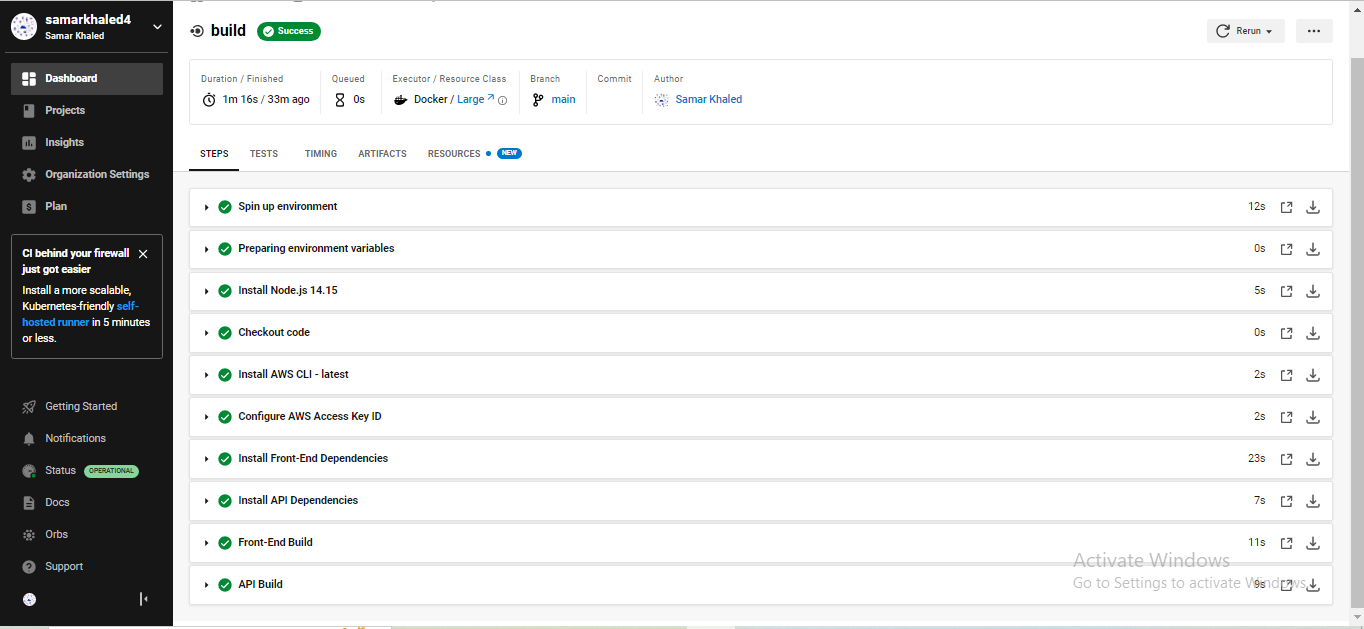 samarkhaled4
Samar Khaled
Dashboard
Projects
Insights
Organization Settings
Plan
CI behind your firewall
just got easier
Install a more scalable,
Kubernetes-friendly self-
hosted runner in 5 minutes
or less.
Getting Started
Notifications
Status OPERATIONAL
Docs
Orbs
Support
build Success
Rerun
Duration / Finished Queued Executor / Resource Class Branch Commit Author
1m 16s / 33m ago 0s Docker / Large main Samar Khaled
STEPS TESTS TIMING ARTIFACTS RESOURCES NEW
Spin up environment 12s
Preparing environment variables 0s
Install Node.js 14.15 5s
Checkout code 0s
Install AWS CLI - latest 2s
Configure AWS Access Key ID 2s
Install Front-End Dependencies 23s
Install API Dependencies 7s
Front-End Build 11s
API Build 9s
Activate Windows
Go to Settings to activate Windows.